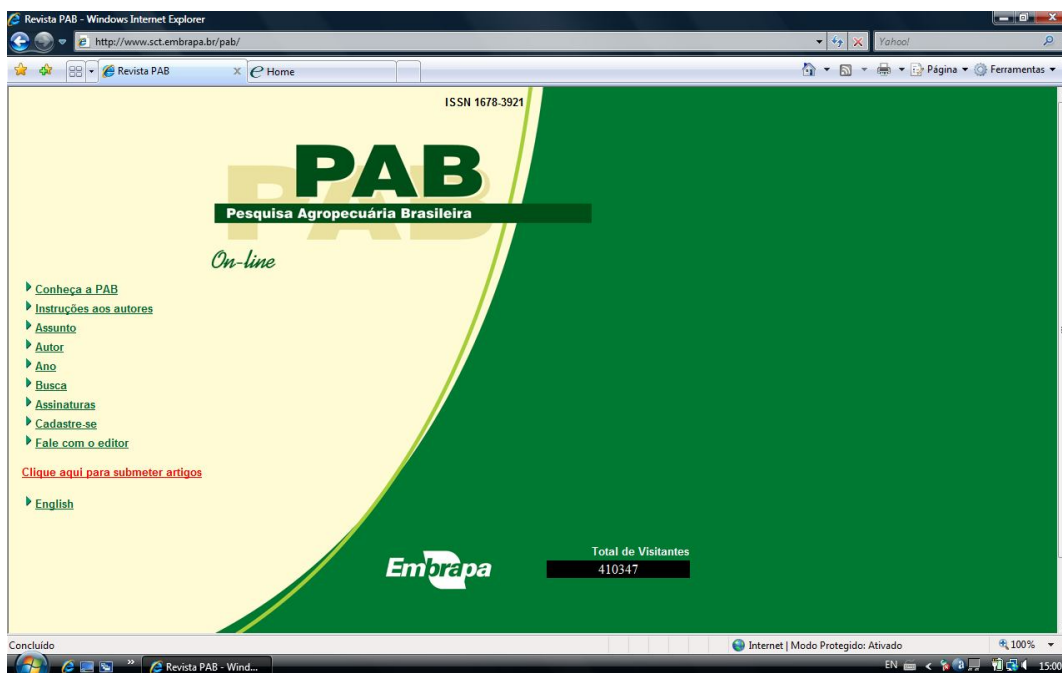 Revista PAB - Windows Internet Explorer
http://www.sct.embrapa.br/pab/
Yahoo!
Revista PAB
Home
Página
Ferramentas
ISSN 1678-3921
PAB
PAB
Pesquisa Agropecuária Brasileira
On-line
Conheça a PAB
Instruções aos autores
Assunto
Autor
Ano
Busca
Assinaturas
Cadastre-se
Fale com o editor
Clique aqui para submeter artigos
English
Embrapa
Total de Visitantes
410347
Concluído
Internet | Modo Protegido: Ativado
100%
Revista PAB - Wind...
EN
15:00